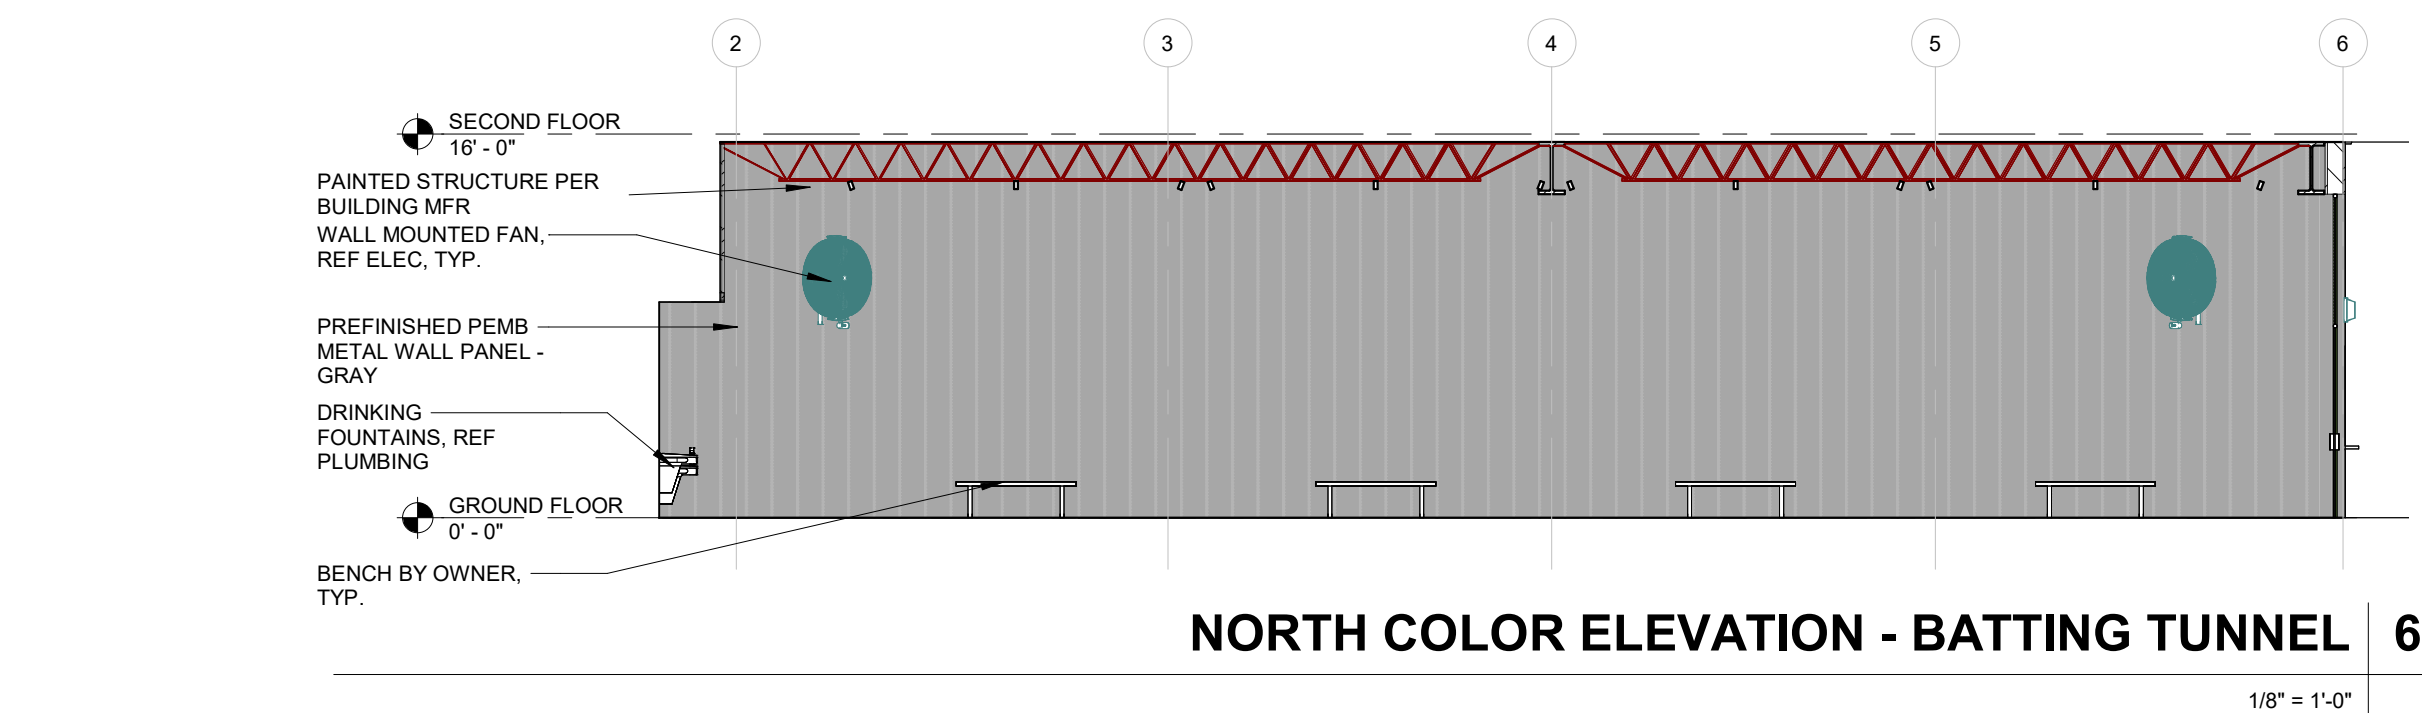 2
3
4
5
6
SECOND FLOOR
16' - 0"
PAINTED STRUCTURE PER
BUILDING MFR
WALL MOUNTED FAN,
REF ELEC, TYP.
PREFINISHED PEMB
METAL WALL PANEL -
GRAY
DRINKING
FOUNTAINS, REF
PLUMBING
GROUND FLOOR
0' - 0"
BENCH BY OWNER,
TYP.
NORTH COLOR ELEVATION - BATTING TUNNEL 6
1/8" = 1'-0"